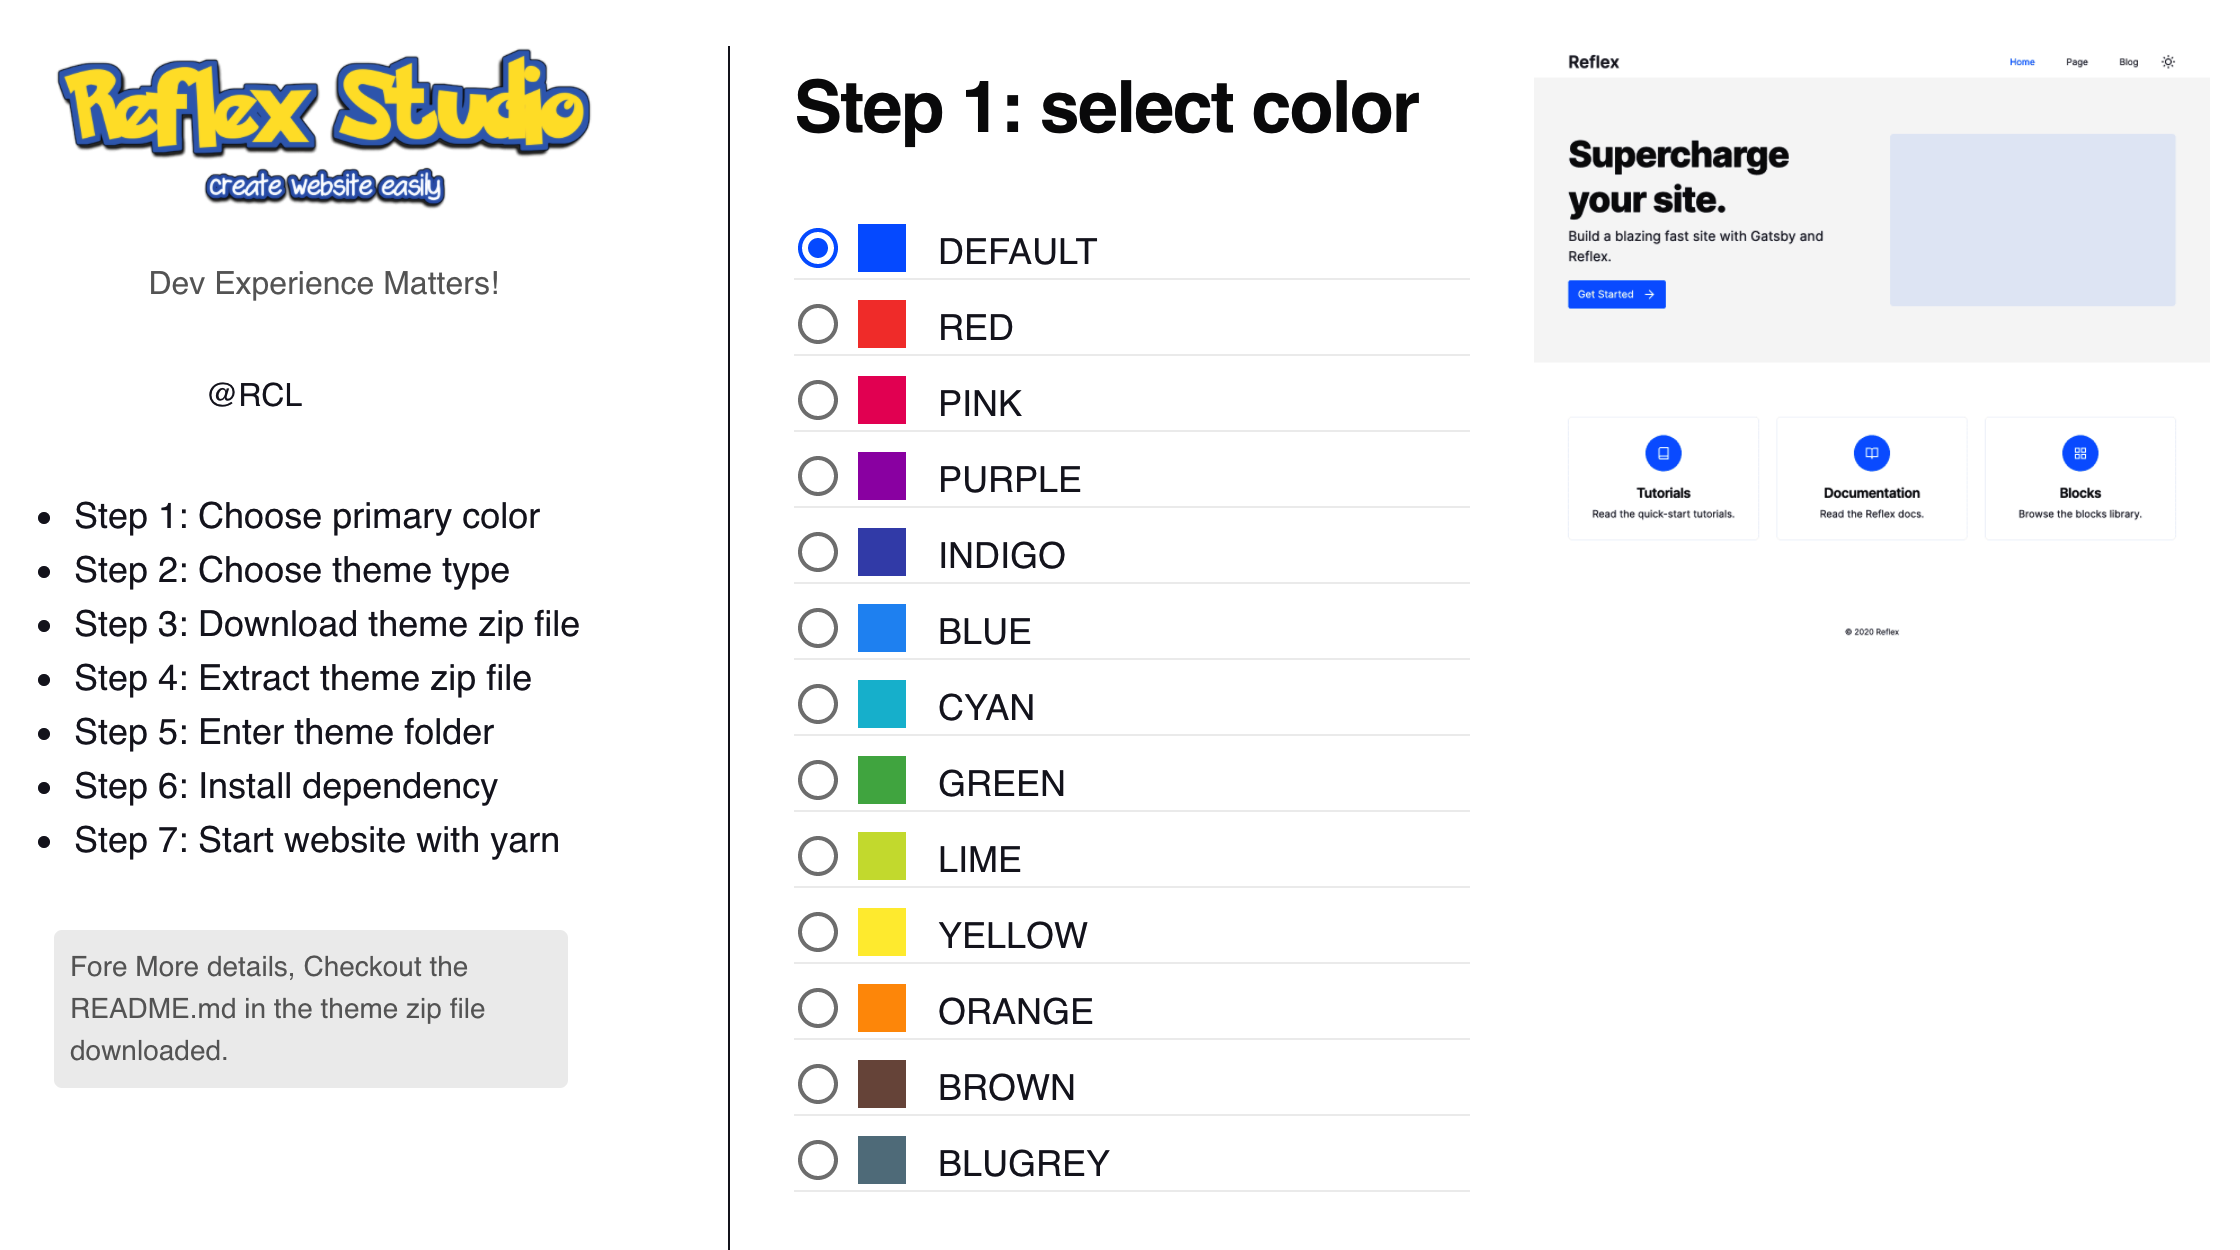 Reflex Studio
create website easily
Dev Experience Matters!
@RCL
Step 1: Choose primary color
Step 2: Choose theme type
Step 3: Download theme zip file
Step 4: Extract theme zip file
Step 5: Enter theme folder
Step 6: Install dependency
Step 7: Start website with yarn
Fore More details, Checkout the
README.md in the theme zip file
downloaded.
Step 1: select color
DEFAULT
RED
PINK
PURPLE
INDIGO
BLUE
CYAN
GREEN
LIME
YELLOW
ORANGE
BROWN
BLUGREY
Reflex
Home Page Blog
Supercharge
your site.
Build a blazing fast site with Gatsby and
Reflex.
Get Started
Tutorials
Read the quick-start tutorials.
Documentation
Read the Reflex docs.
Blocks
Browse the blocks library.
© 2020 Reflex